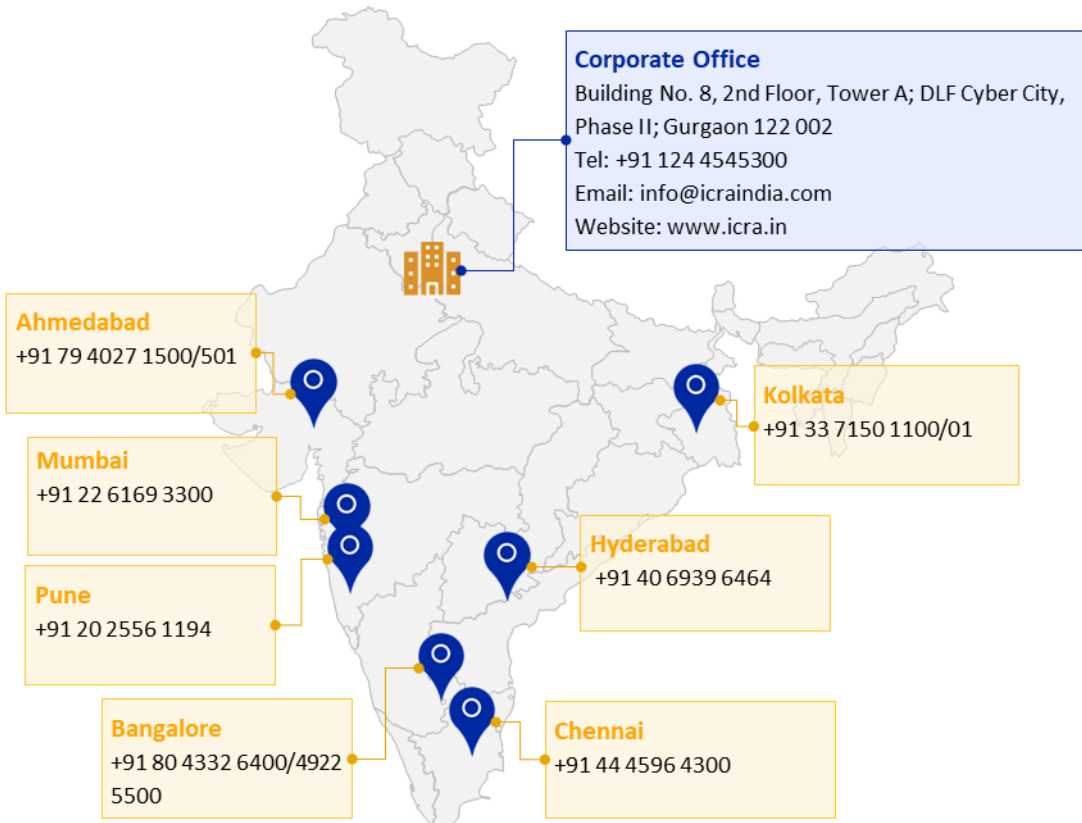 Corporate Office
Building No. 8, 2nd Floor, Tower A; DLF Cyber City,
Phase II; Gurgaon 122 002
Tel: +91 124 4545300
Email: info@icraindia.com
Website: www.icra.in
Ahmedabad
+91 79 4027 1500/501
Kolkata
+91 33 7150 1100/01
Mumbai
+91 22 6169 3300
Hyderabad
+91 40 6939 6464
Pune
+91 20 2556 1194
Bangalore
+91 80 4332 6400/4922
5500
Chennai
+91 44 4596 4300